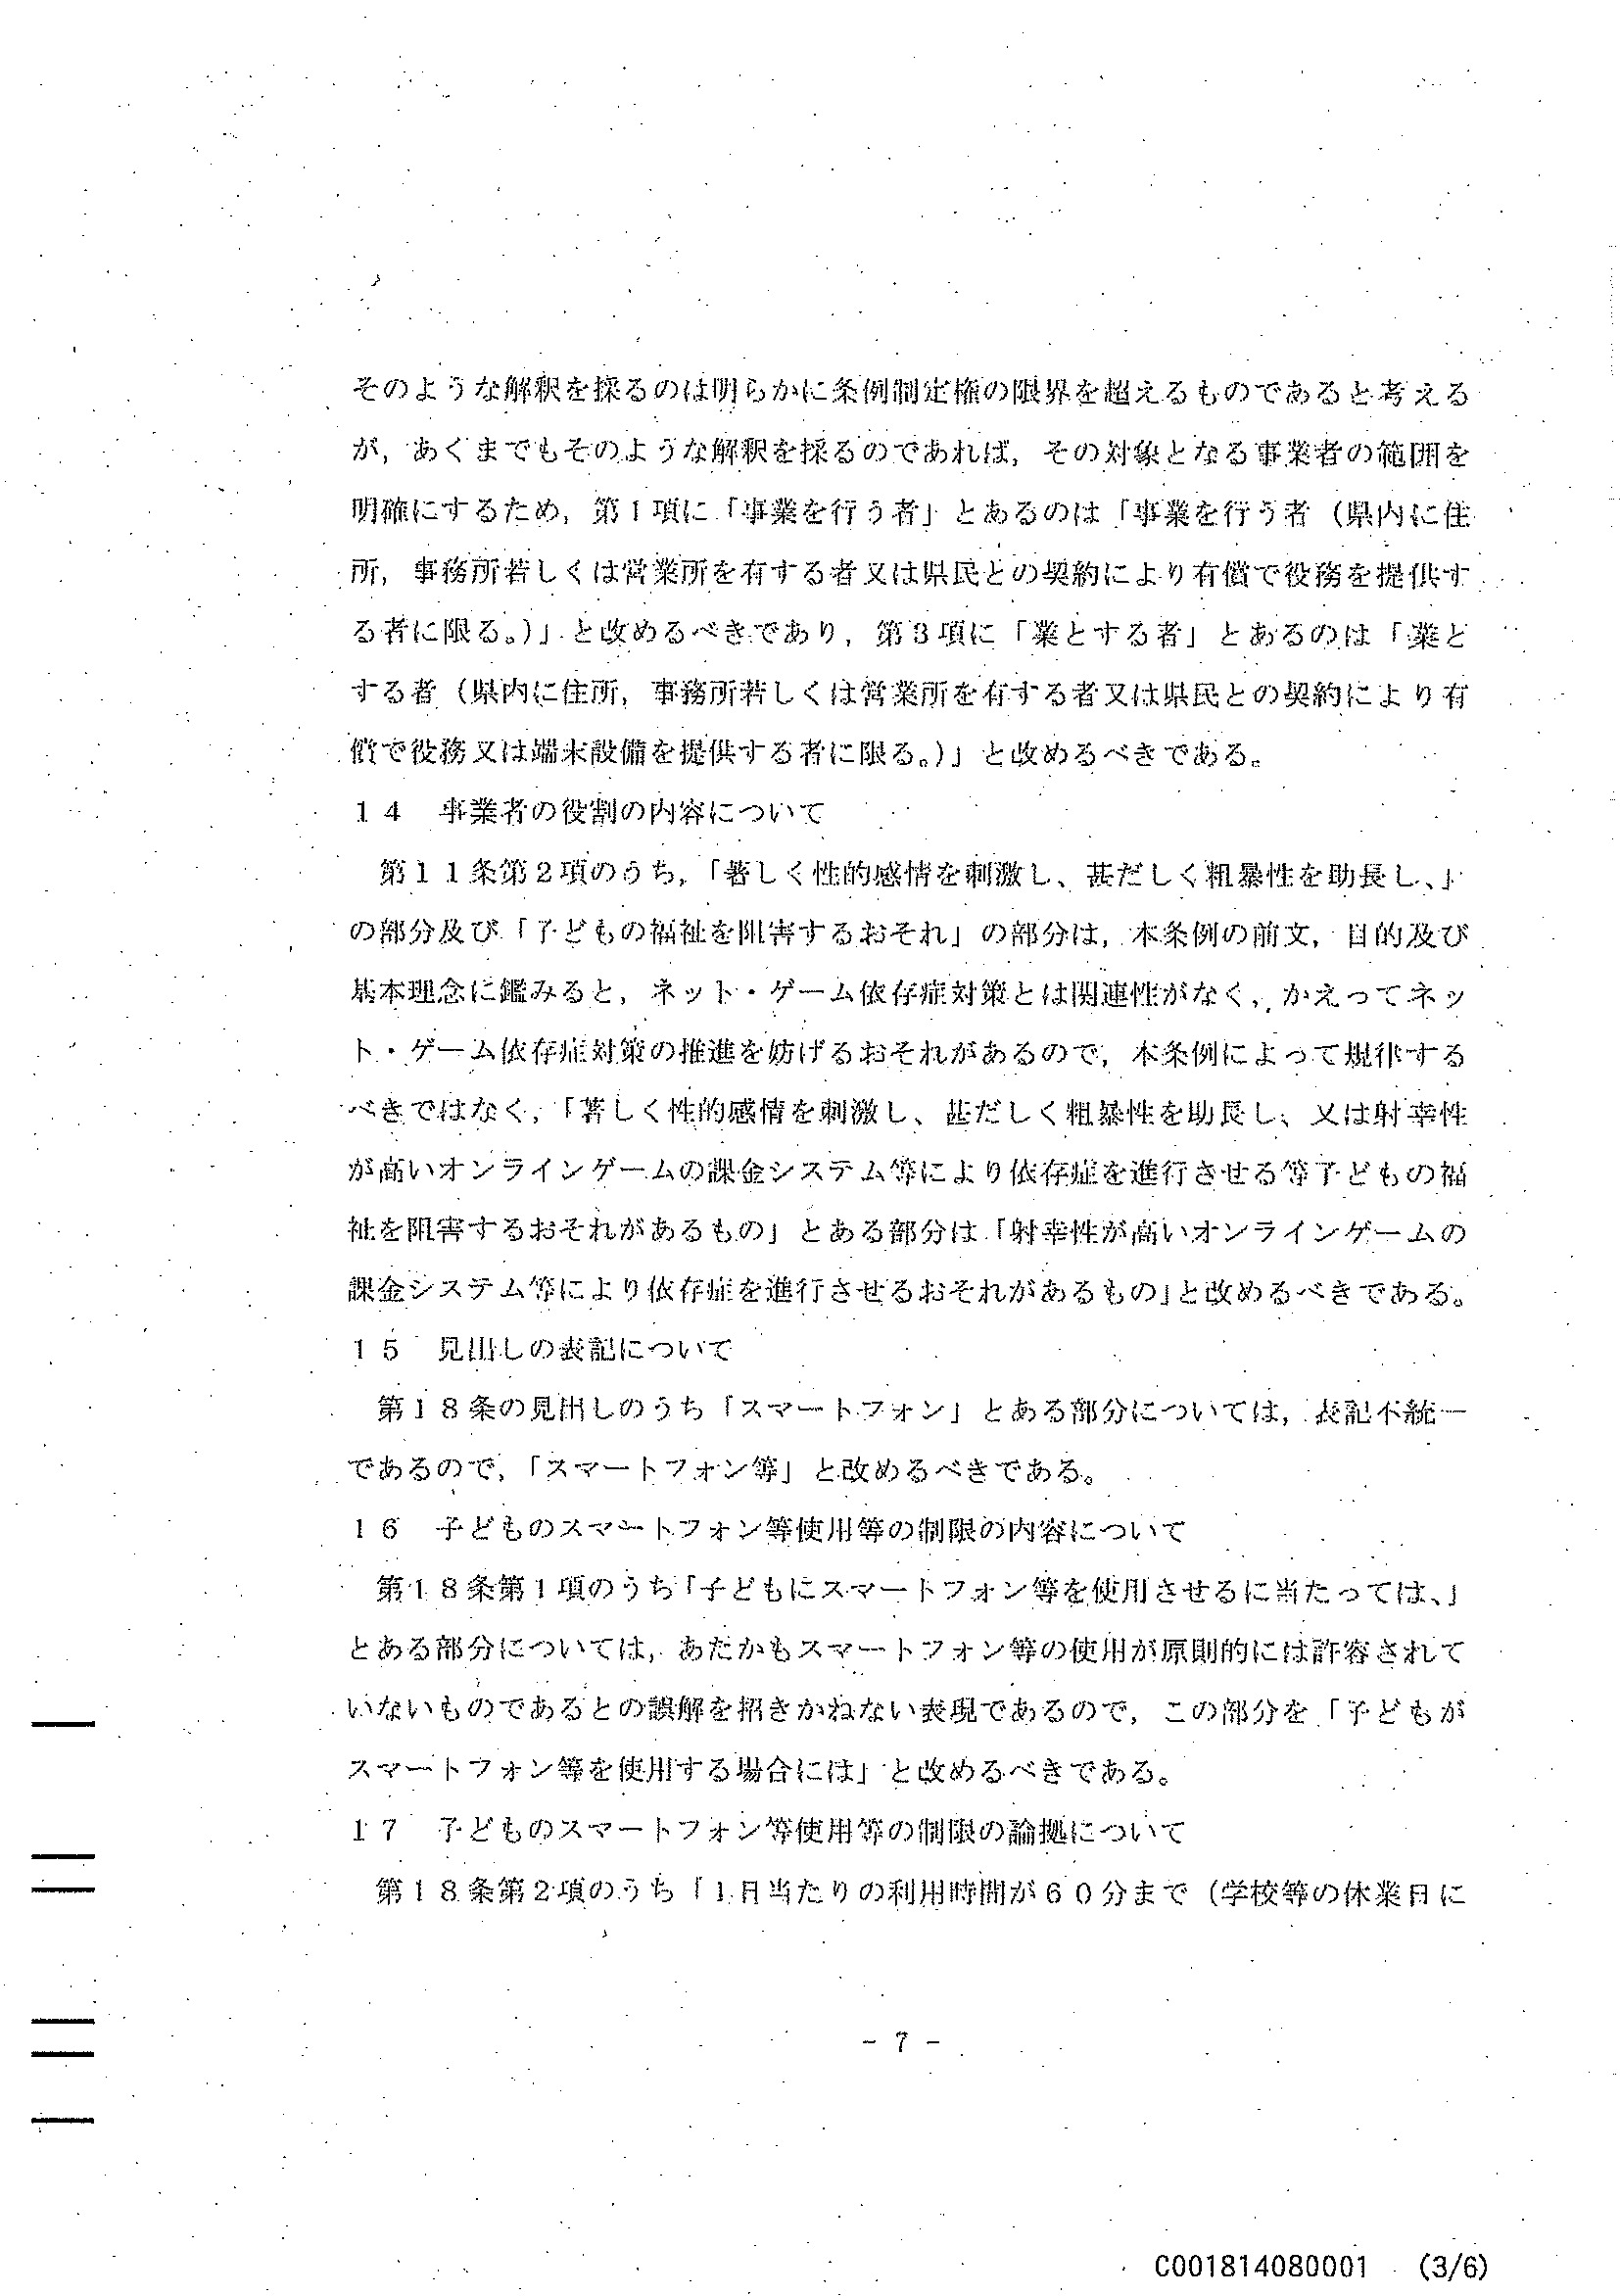 そのような解釈を採るのは明らかに条例制定権の限界を超えるものであると考える
が，あくまでもそのような解釈を採るのであれば，その対象となる事業者の範囲を
明確にするため，第１項に「事業を行う者」とあるのは「事業を行う者（県内に住
所，事務所若しくは営業所を有する者又は県民との契約により有償で役務を提供す
る者に限る。）」と改めるべきであり，第３項に「業とする者」とあるのは「業と
する者（県内に住所，事務所若しくは営業所を有する者又は県民との契約により有
償で役務又は端末設備を提供する者に限る。）」と改めるべきである。
１４　事業者の役割の内容について
　第１１条第２項のうち，「著しく性的感情を刺激し、甚だしく粗暴性を助長し、」
の部分及び「子どもの福祉を阻害するおそれ」の部分は，本条例の前文，目的及び
基本理念に鑑みると，ネット・ゲーム依存症対策とは関連性がなく，かえってネッ
ト・ゲーム依存症対策の推進を妨げるおそれがあるので，本条例によって規律する
べきではなく，「著しく性的感情を刺激し、甚だしく粗暴性を助長し、又は射幸性
が高いオンラインゲームの課金システム等により依存症を進行させる等子どもの福
祉を阻害するおそれがあるもの」とある部分は「射幸性が高いオンラインゲームの
課金システム等により依存症を進行させるおそれがあるもの」と改めるべきである。
１５　見出しの表記について
　第１８条の見出しのうち「スマートフォン」とある部分については，表記不統一
であるので，「スマートフォン等」と改めるべきである。
１６　子どものスマートフォン等使用等の制限の内容について
　第１８条第１項のうち「子どもにスマートフォン等を使用させるに当たっては、」
とある部分については，あたかもスマートフォン等の使用が原則的には許容されて
いないものであるとの誤解を招きかねない表現であるので，この部分を「子どもが
スマートフォン等を使用する場合には」と改めるべきである。
１７　子どものスマートフォン等使用等の制限の論拠について
　第１８条第２項のうち「１日当たりの利用時間が６０分まで（学校等の休業日に
- 7 -
C001814080001 (3/6)